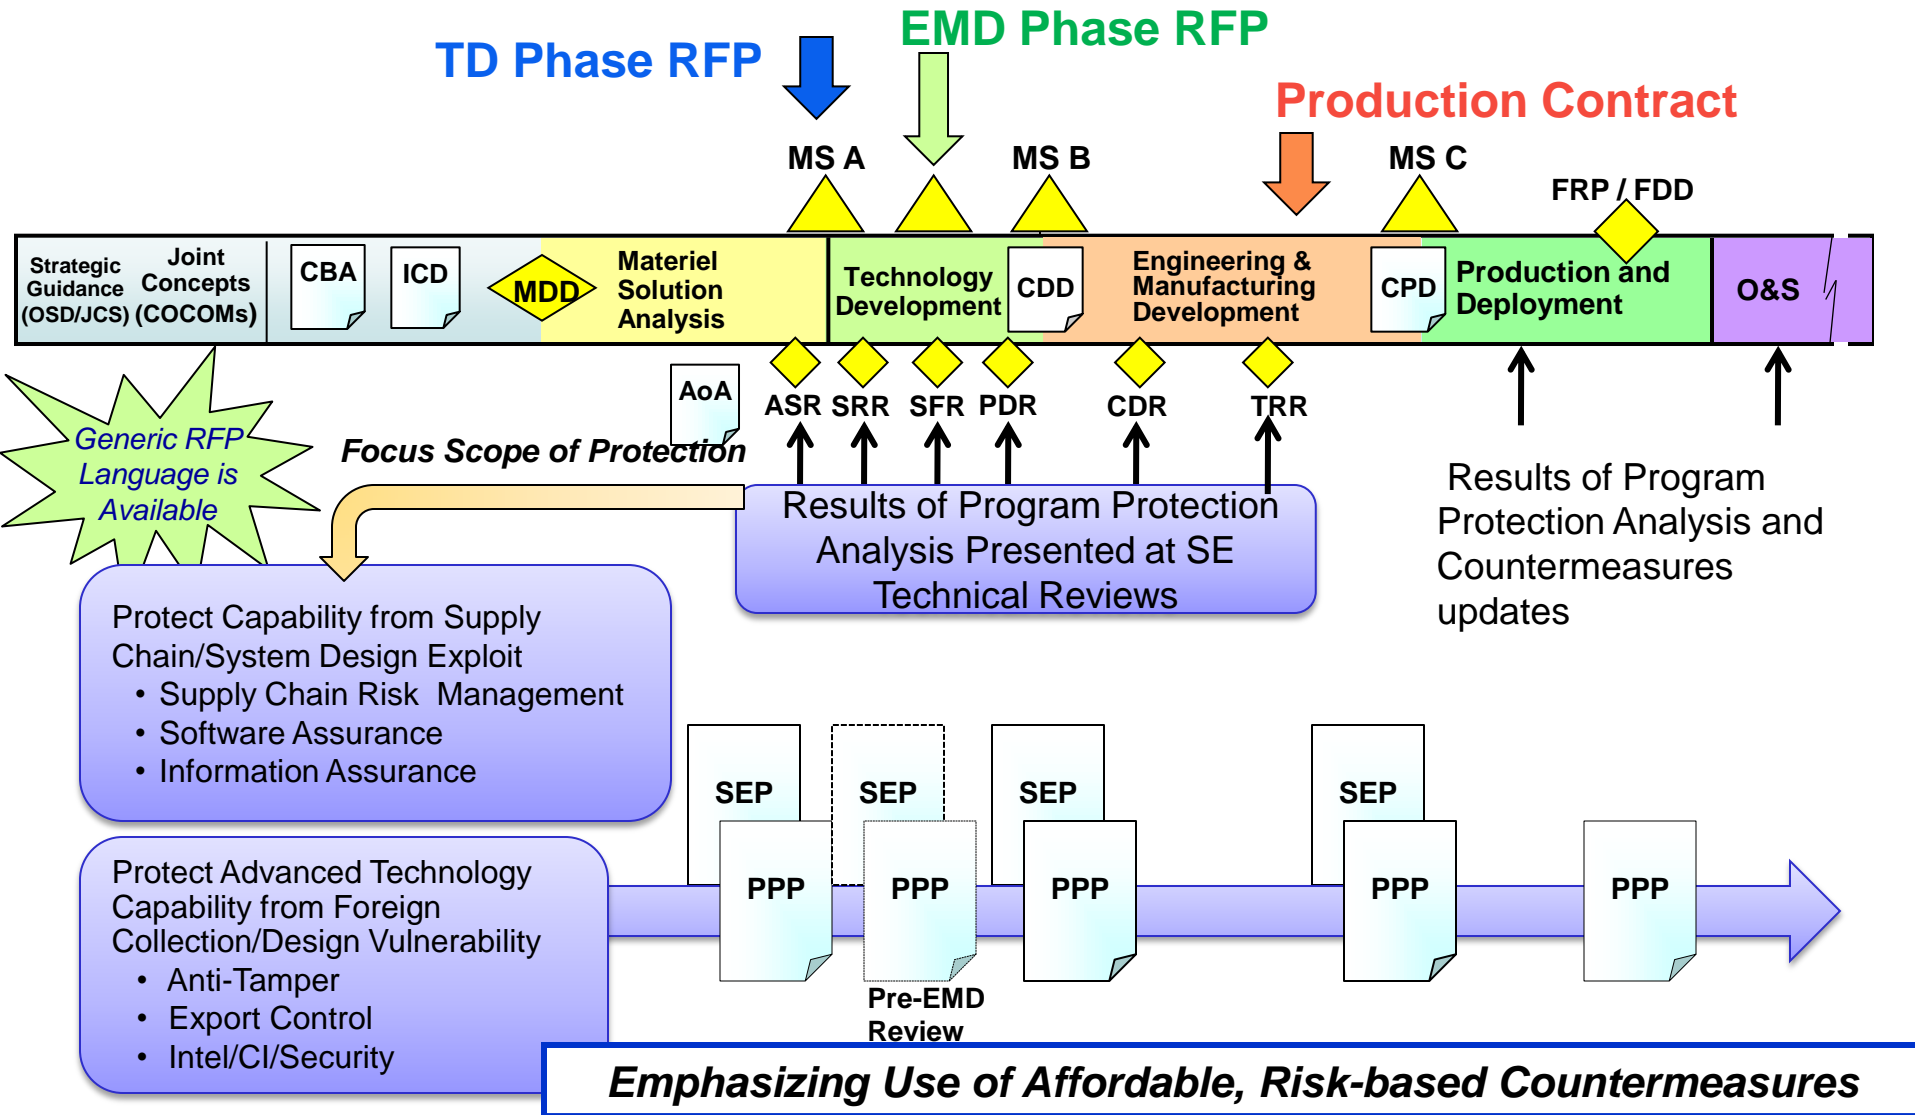 EMD Phase RFP
TD Phase RFP
Production Contract
MS A
MS B
MS C
FRP / FDD
Strategic
Guidance
(OSD/JCS)
Joint
Concepts
(COCOMs)
CBA
ICD
MDD
Materiel
Solution
Analysis
Technology
Development
CDD
Engineering &
Manufacturing
Development
CPD
Production and
Deployment
O&S
AoA
ASR
SRR
SFR
PDR
CDR
TRR
Generic RFP
Language is
Available
Focus Scope of Protection
Results of Program Protection
Analysis Presented at SE
Technical Reviews
Results of Program
Protection Analysis and
Countermeasures
updates
Protect Capability from Supply
Chain/System Design Exploit
• Supply Chain Risk Management
• Software Assurance
• Information Assurance
SEP
SEP
SEP
SEP
PPP
PPP
PPP
PPP
PPP
Pre-EMD
Review
Protect Advanced Technology
Capability from Foreign
Collection/Design Vulnerability
• Anti-Tamper
• Export Control
• Intel/CI/Security
Emphasizing Use of Affordable, Risk-based Countermeasures